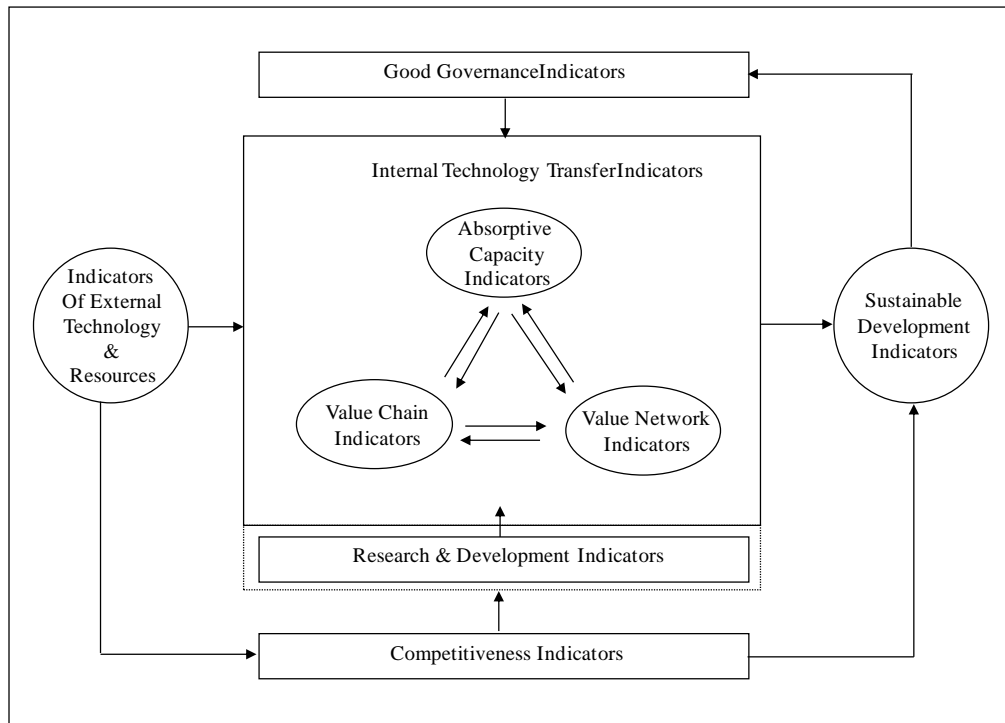 Good GovernanceIndicators
Internal Technology TransferIndicators
Absorptive
Capacity
Indicators
Indicators
Of External
Technology
&
Resources
Sustainable
Development
Indicators
Value Chain
Indicators
Value Network
Indicators
Research & Development Indicators
Competitiveness Indicators